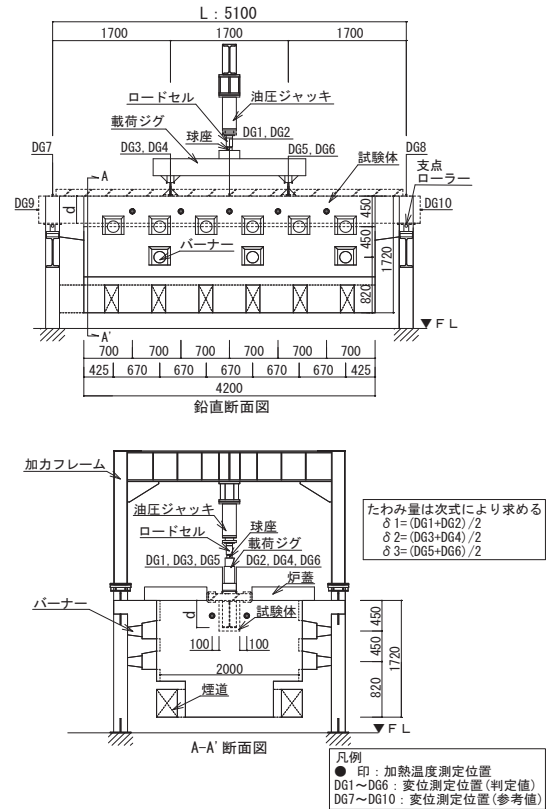 L : 5100
1700 1700 1700
ロードセル
油圧ジャッキ
載荷ジグ
球座
DG1, DG2
DG7
DG3, DG4
DG5, DG6
DG8
試験体
支点
ローラー
A
DG9
d
DG10
450
バーナー
450
1720
820
A'
▼FL
700 700 700 700 700 700
425 670 670 670 670 670 425
4200
鉛直断面図
加力フレーム
油圧ジャッキ
ロードセル
球座
載荷ジグ
DG1, DG3, DG5
DG2, DG4, DG6
炉蓋
たわみ量は次式により求める
δ1=(DG1+DG2)/2
δ2=(DG3+DG4)/2
δ3=(DG5+DG6)/2
バーナー
d
試験体
100 100
450
450
1720
2000
820
煙道
▼FL
A-A' 断面図
凡例
● 印：加熱温度測定位置
DG1～DG6：変位測定位置(判定値)
DG7～DG10：変位測定位置(参考値)